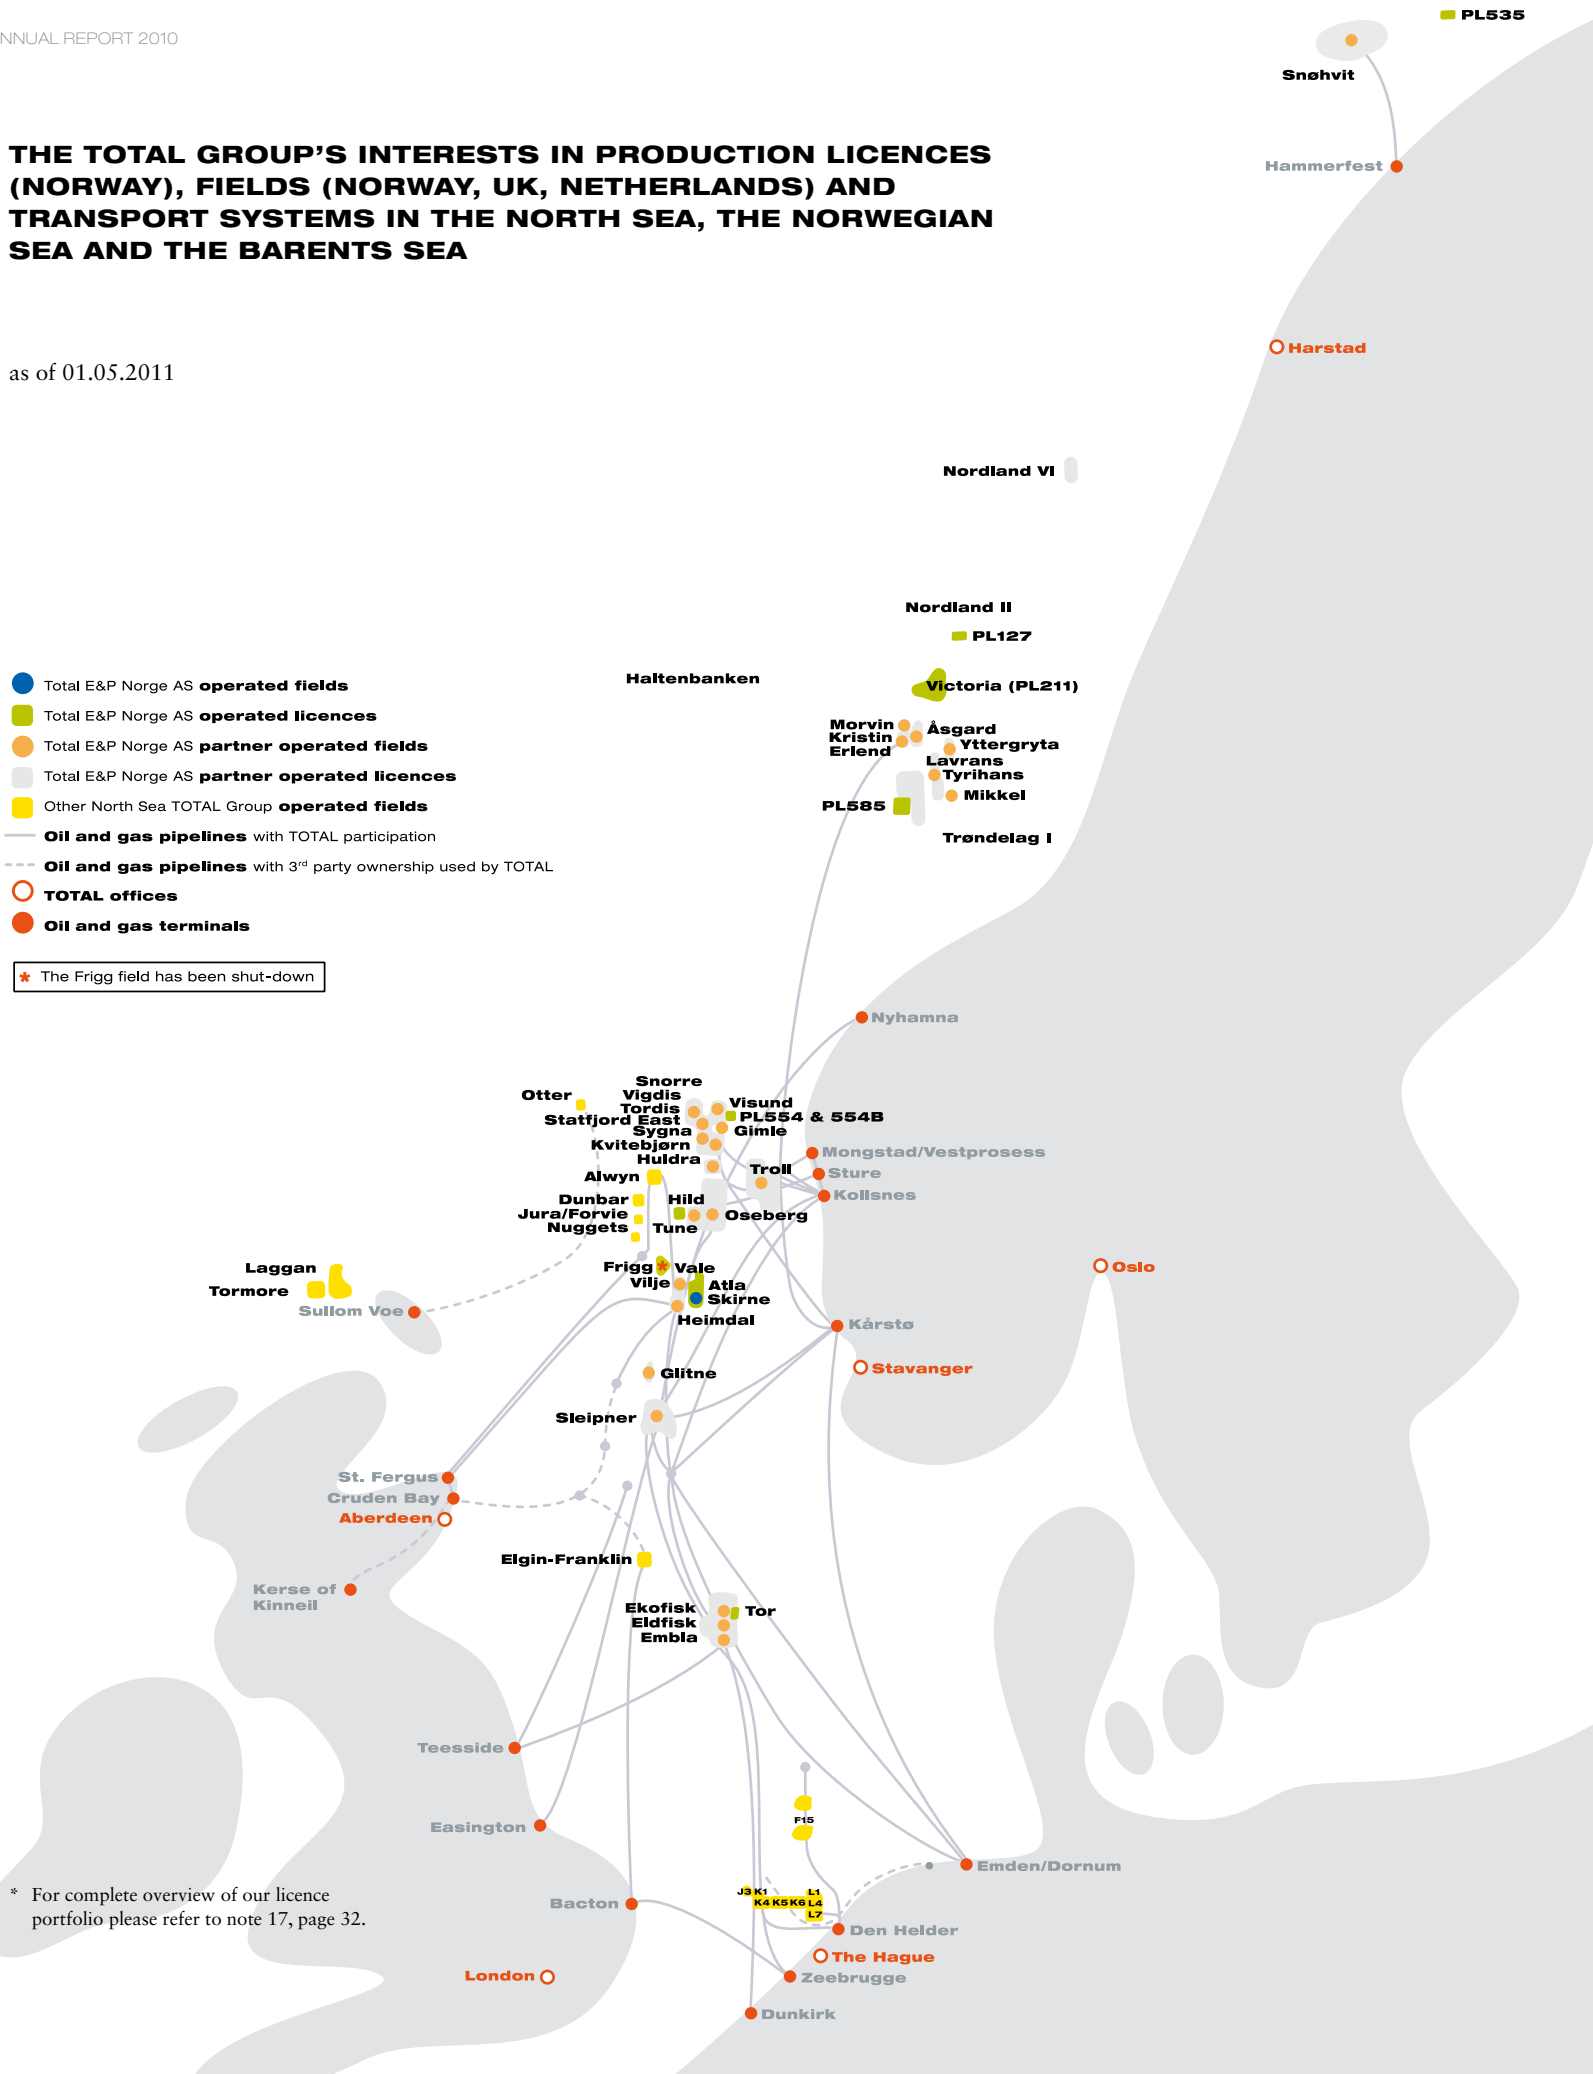 NNUAL REPORT 2010
THE TOTAL GROUP'S INTERESTS IN PRODUCTION LICENCES
(NORWAY), FIELDS (NORWAY, UK, NETHERLANDS) AND
TRANSPORT SYSTEMS IN THE NORTH SEA, THE NORWEGIAN
SEA AND THE BARENTS SEA
as of 01.05.2011
PL535
Snøhvit
Hammerfest
Harstad
Nordland VI
Nordland II
PL127
Haltenbanken
Victoria (PL211)
Morvin
Kristin
Erlend
Åsgard
Yttergryta
Lavrans
Tyrihans
Mikkel
PL585
Trøndelag I
Total E&P Norge AS operated fields
Total E&P Norge AS operated licences
Total E&P Norge AS partner operated fields
Total E&P Norge AS partner operated licences
Other North Sea TOTAL Group operated fields
Oil and gas pipelines with TOTAL participation
Oil and gas pipelines with 3rd party ownership used by TOTAL
TOTAL offices
Oil and gas terminals
* The Frigg field has been shut-down
Nyhamna
Snorre
Otter
Vigdis
Tordis
Visund
PL554 & 554B
Statfjord East
Sygna
Gimle
Kvitebjørn
Huldra
Mongstad/Vestprosess
Troll
Sture
Alwyn
Kollsnes
Dunbar
Hild
Jura/Forvie
Oseberg
Nuggets
Tune
Frigg
*
Vale
Laggan
Vilje
Atla
Tormore
Skirne
Sullom Voe
Heimdal
Oslo
Kårstø
Stavanger
Glitne
Sleipner
St. Fergus
Cruden Bay
Aberdeen
Elgin-Franklin
Kerse of
Kinneil
Ekofisk
Tor
Eldfisk
Embla
Teesside
Easington
F15
Emden/Dornum
J3 K1
L1
K4 K5 K6 L4
L7
Bacton
Den Helder
The Hague
London
Zeebrugge
Dunkirk
* For complete overview of our licence
portfolio please refer to note 17, page 32.